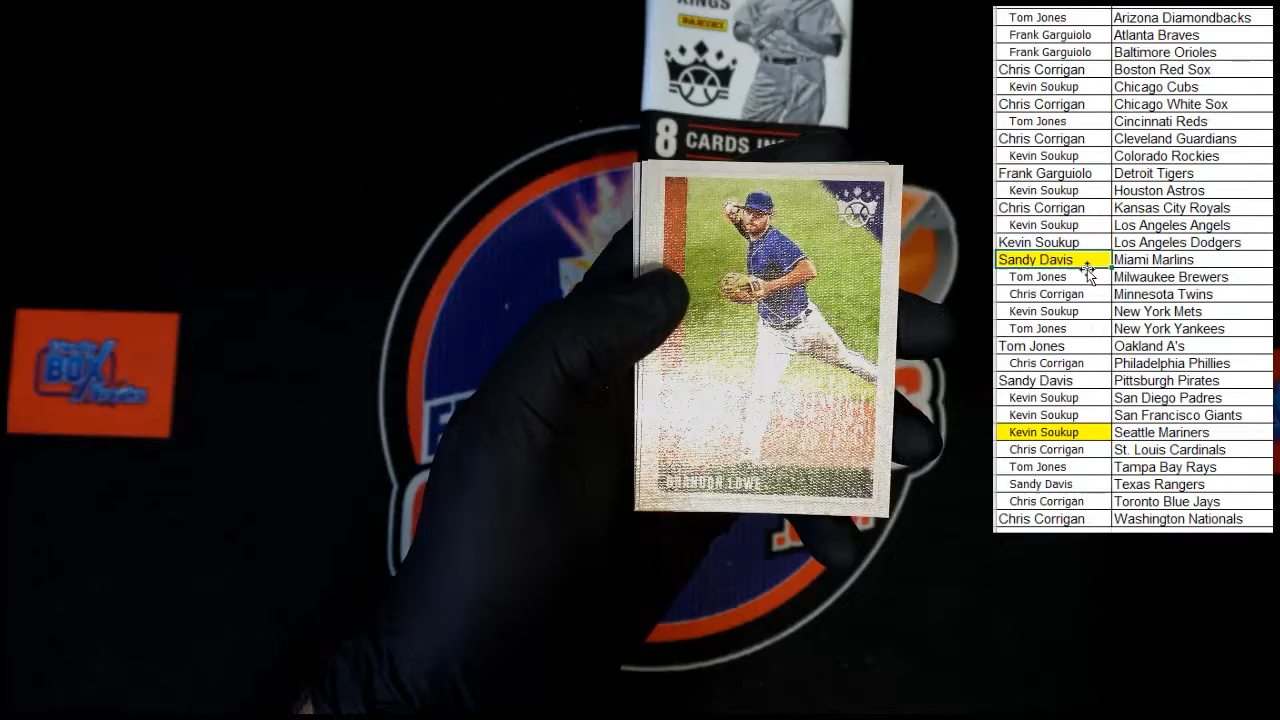 KINGS
PANINI
8 CARDS INC
BRANDON LOWE
BOX
Tom Jones Arizona Diamondbacks
Frank Garguiolo Atlanta Braves
Frank Garguiolo Baltimore Orioles
Chris Corrigan Boston Red Sox
Kevin Soukup Chicago Cubs
Chris Corrigan Chicago White Sox
Tom Jones Cincinnati Reds
Chris Corrigan Cleveland Guardians
Kevin Soukup Colorado Rockies
Frank Garguiolo Detroit Tigers
Kevin Soukup Houston Astros
Chris Corrigan Kansas City Royals
Kevin Soukup Los Angeles Angels
Kevin Soukup Los Angeles Dodgers
Sandy Davis Miami Marlins
Tom Jones Milwaukee Brewers
Chris Corrigan Minnesota Twins
Kevin Soukup New York Mets
Tom Jones New York Yankees
Tom Jones Oakland A's
Chris Corrigan Philadelphia Phillies
Sandy Davis Pittsburgh Pirates
Kevin Soukup San Diego Padres
Kevin Soukup San Francisco Giants
Kevin Soukup Seattle Mariners
Chris Corrigan St. Louis Cardinals
Tom Jones Tampa Bay Rays
Sandy Davis Texas Rangers
Chris Corrigan Toronto Blue Jays
Chris Corrigan Washington Nationals